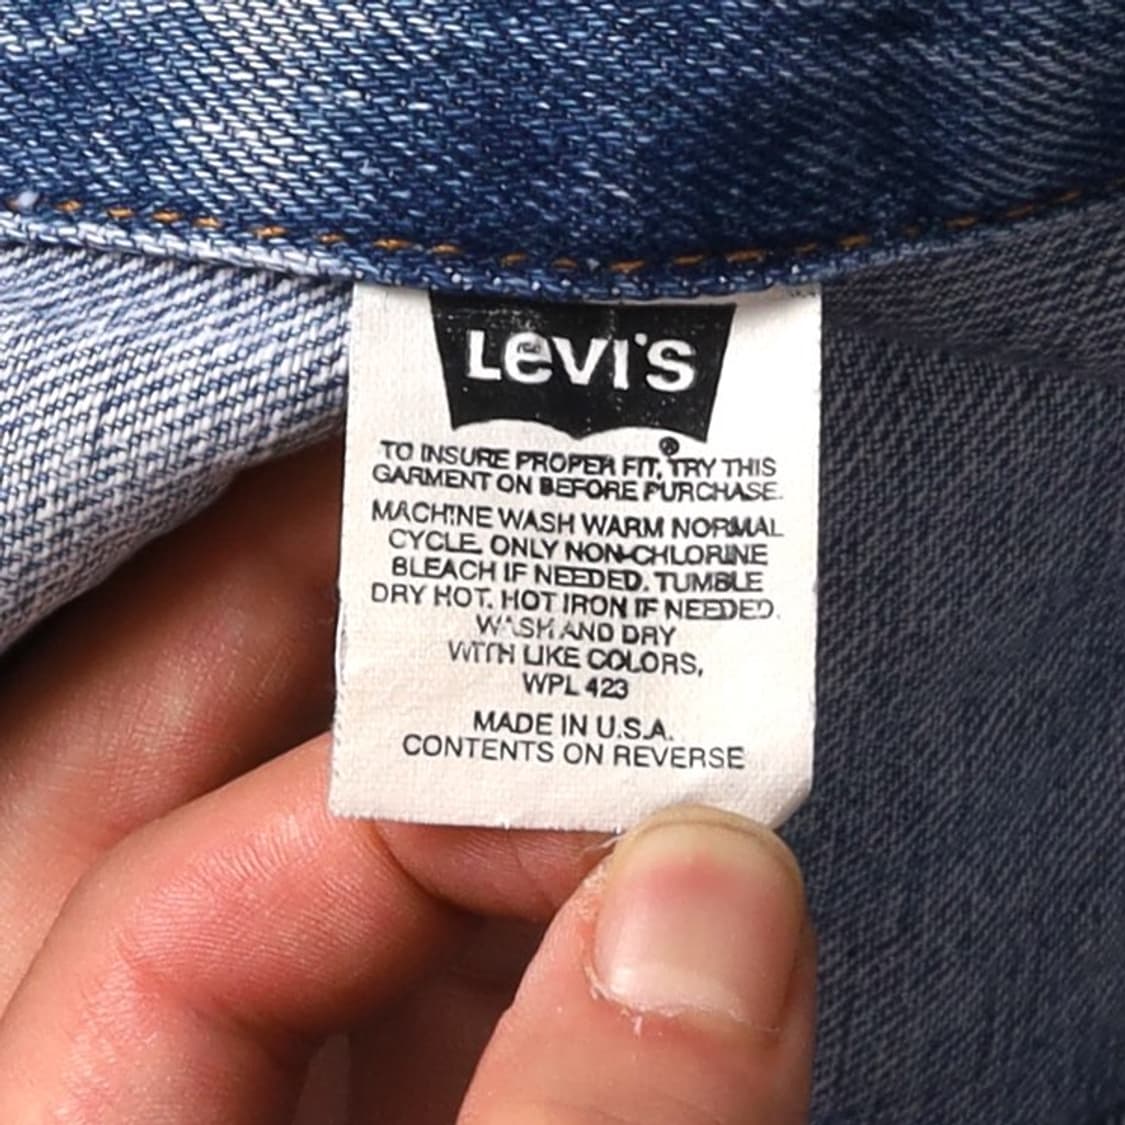 LEVI'S
TO INSURE PROPER FIT, TRY THIS
GARMENT ON BEFORE PURCHASE.
MACHINE WASH WARM NORMAL
CYCLE. ONLY NON-CHLORINE
BLEACH IF NEEDED. TUMBLE
DRY HOT. HOT IRON IF NEEDED.
WASH AND DRY
WITH LIKE COLORS,
WPL 423
MADE IN U.S.A.
CONTENTS ON REVERSE